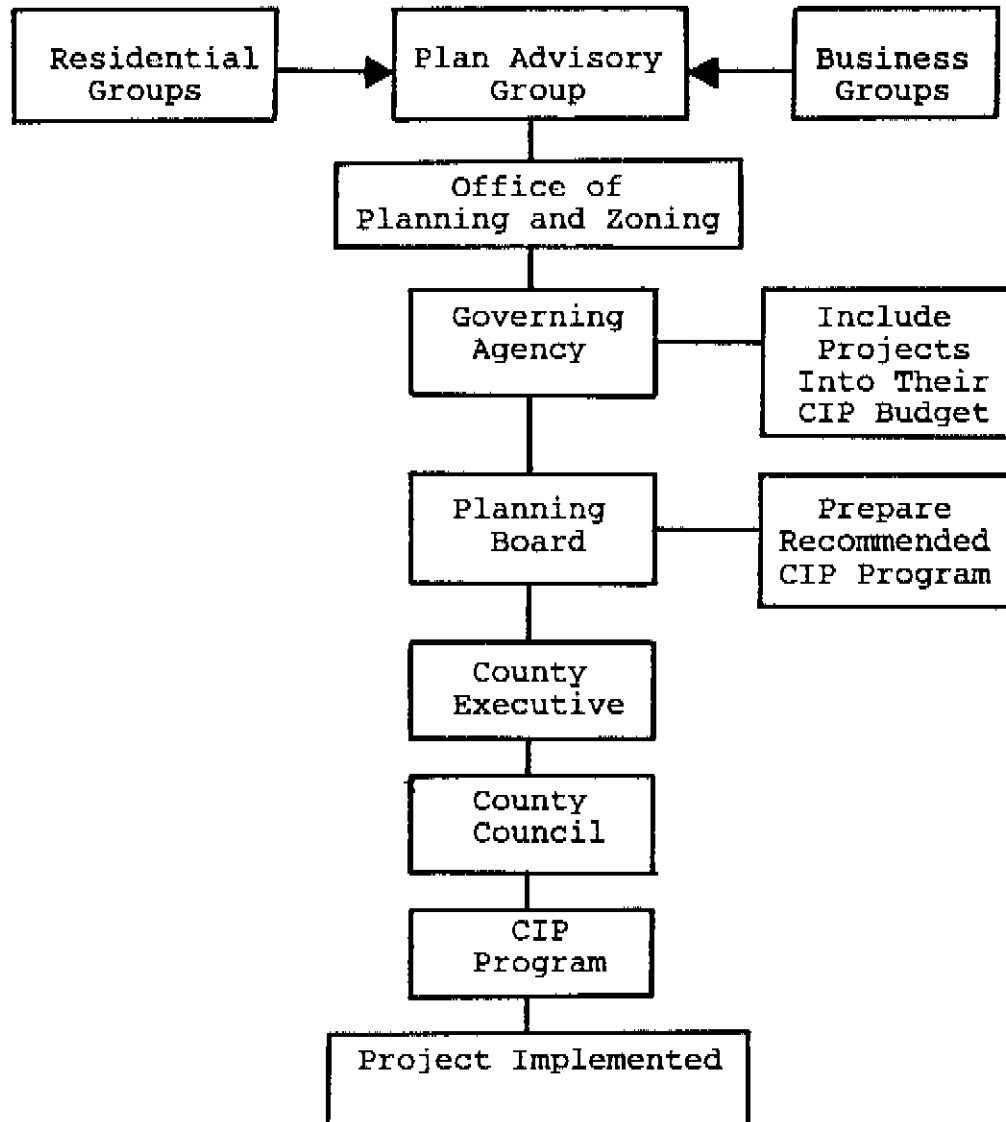 Residential
Groups
Plan Advisory
Group
Business
Groups
Office of
Planning and Zoning
Governing
Agency
Include
Projects
Into Their
CIP Budget
Planning
Board
Prepare
Recommended
CIP Program
County
Executive
County
Council
CIP
Program
Project Implemented